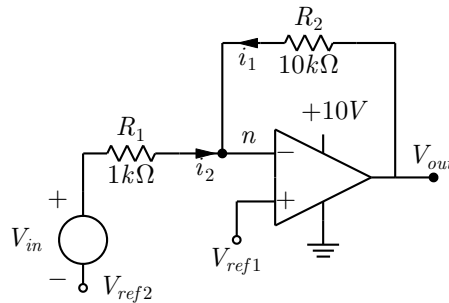 R2
i1
10kΩ
+10V
R1
n
Vout
−
1kΩ
i2
+
+
Vin
Vref1
−
Vref2